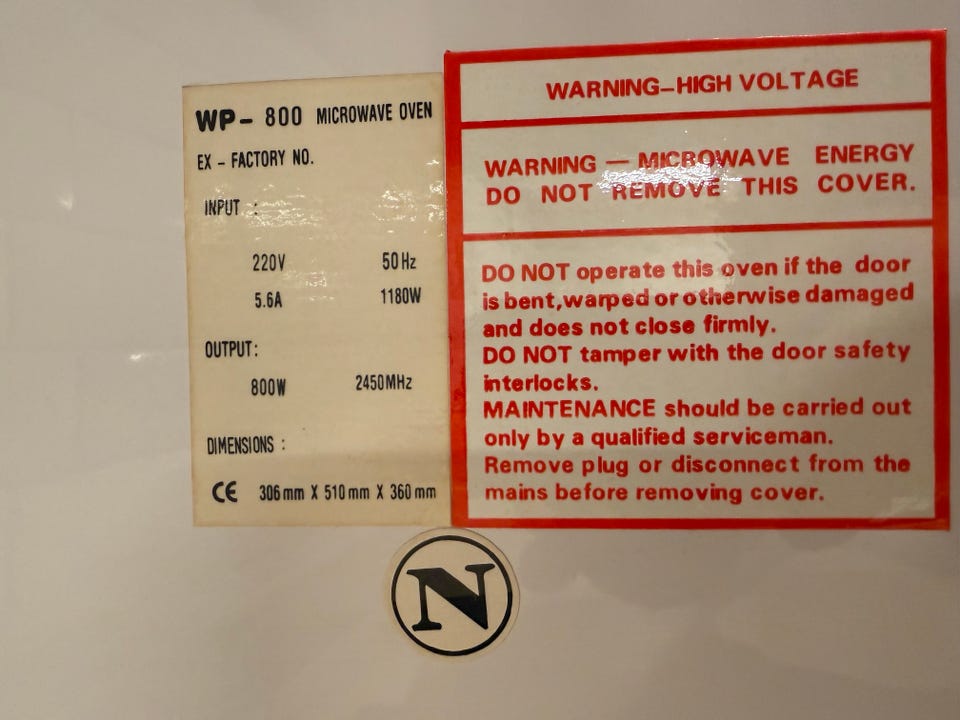 WP- 800 MICROWAVE OVEN
EX - FACTORY NO.
INPUT :
220V 50Hz
5.6A 1180W
OUTPUT:
800W 2450MHz
DIMENSIONS :
CE 306mm X 510mm X 360mm
WARNING-HIGH VOLTAGE
WARNING — MICROWAVE ENERGY
DO NOT REMOVE THIS COVER.
DO NOT operate this oven if the door
is bent,warped or otherwise damaged
and does not close firmly.
DO NOT tamper with the door safety
interlocks.
MAINTENANCE should be carried out
only by a qualified serviceman.
Remove plug or disconnect from the
mains before removing cover.
N